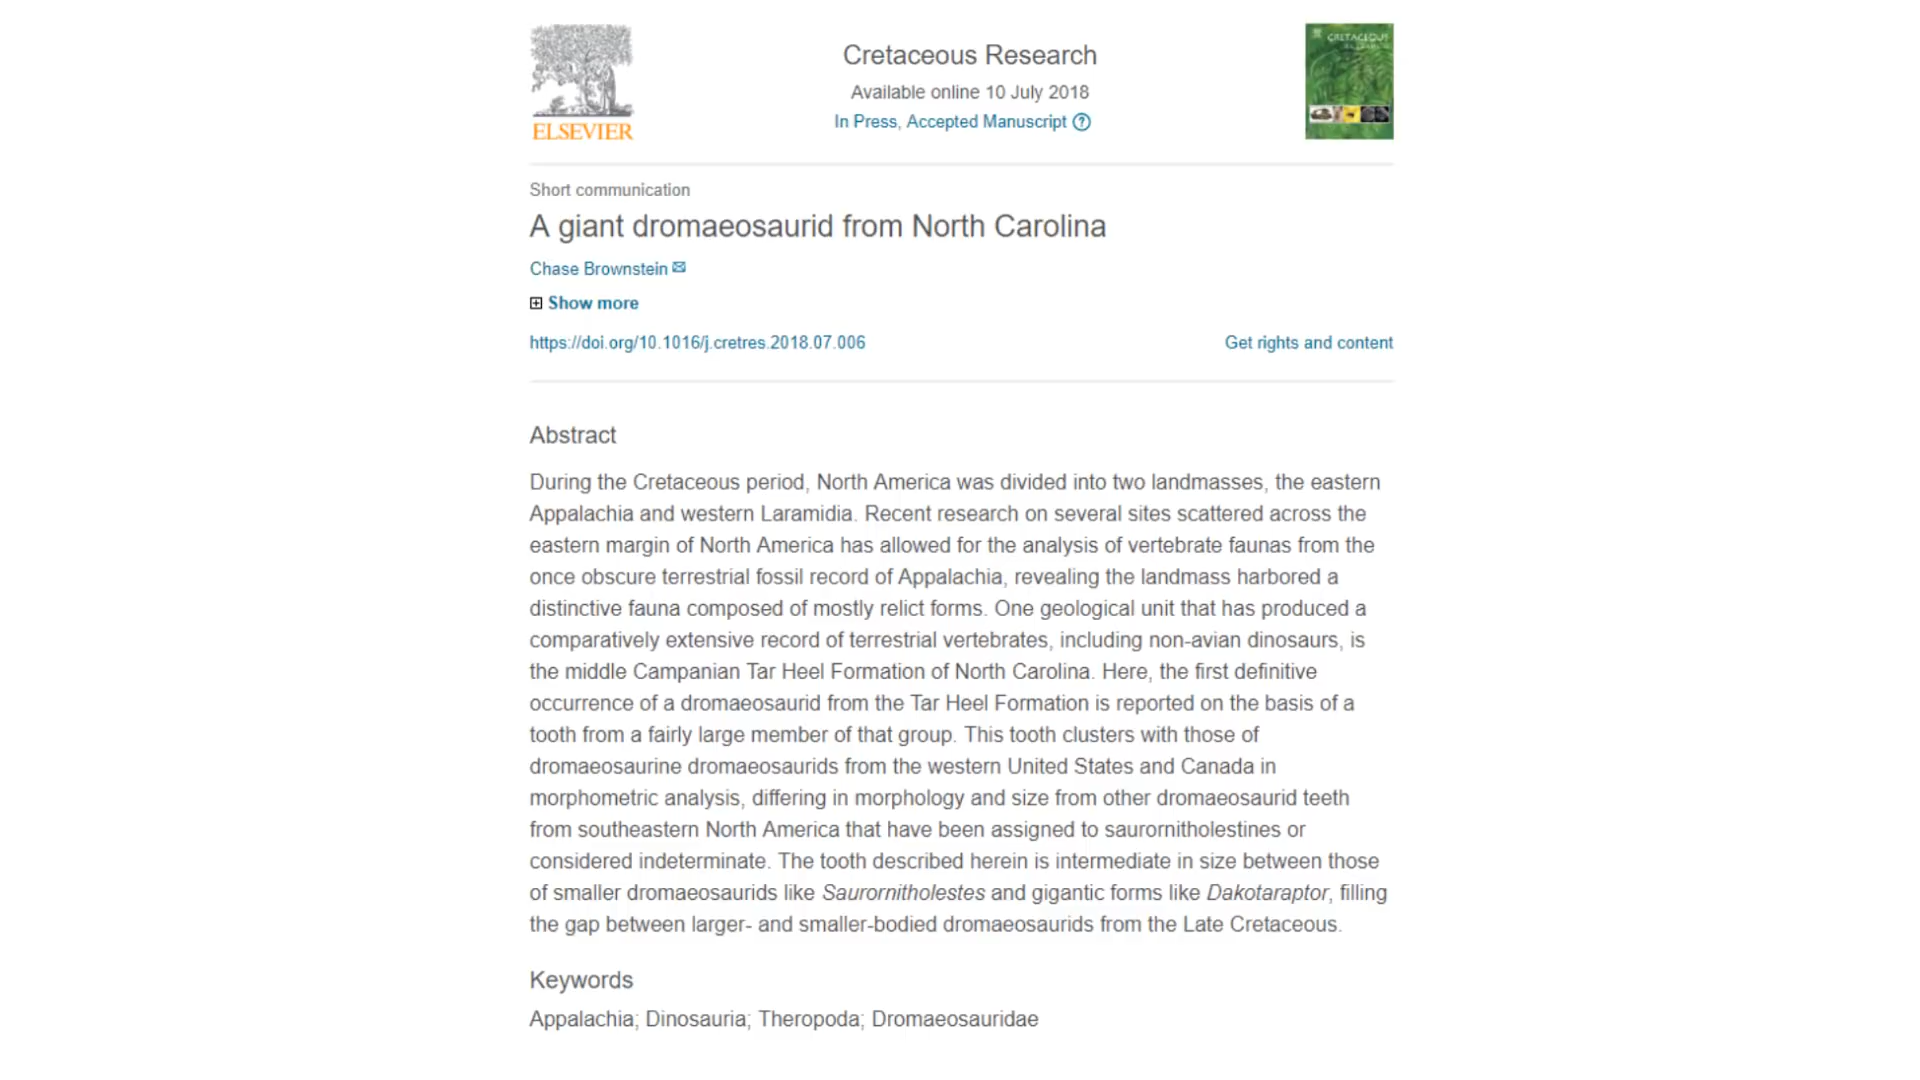 ELSEVIER
Cretaceous Research
Available online 10 July 2018
In Press, Accepted Manuscript ?
CRETACEOUS
Short communication
A giant dromaeosaurid from North Carolina
Chase Brownstein
Show more
https://doi.org/10.1016/j.cretres.2018.07.006
Get rights and content
Abstract
During the Cretaceous period, North America was divided into two landmasses, the eastern
Appalachia and western Laramidia. Recent research on several sites scattered across the
eastern margin of North America has allowed for the analysis of vertebrate faunas from the
once obscure terrestrial fossil record of Appalachia, revealing the landmass harbored a
distinctive fauna composed of mostly relict forms. One geological unit that has produced a
comparatively extensive record of terrestrial vertebrates, including non-avian dinosaurs, is
the middle Campanian Tar Heel Formation of North Carolina. Here, the first definitive
occurrence of a dromaeosaurid from the Tar Heel Formation is reported on the basis of a
tooth from a fairly large member of that group. This tooth clusters with those of
dromaeosaurine dromaeosaurids from the western United States and Canada in
morphometric analysis, differing in morphology and size from other dromaeosaurid teeth
from southeastern North America that have been assigned to saurornitholestines or
considered indeterminate. The tooth described herein is intermediate in size between those
of smaller dromaeosaurids like Saurornitholestes and gigantic forms like Dakotaraptor, filling
the gap between larger- and smaller-bodied dromaeosaurids from the Late Cretaceous.
Keywords
Appalachia; Dinosauria; Theropoda; Dromaeosauridae